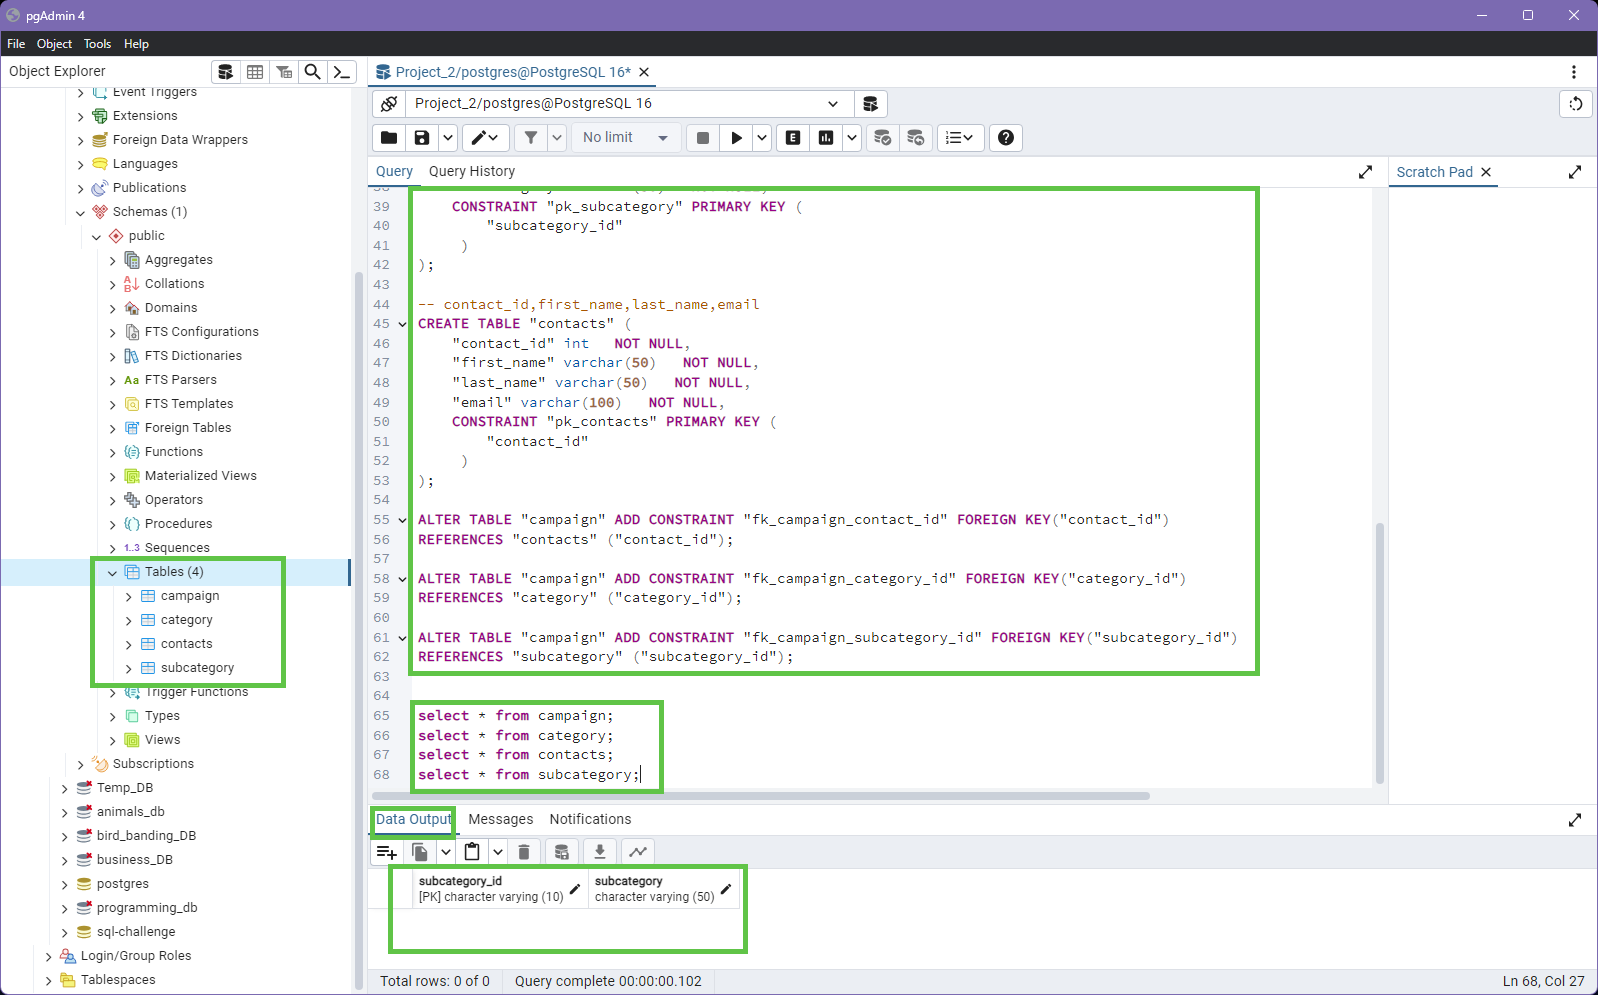 pgAdmin 4
File Object Tools Help
Object Explorer
Event Triggers
Extensions
Foreign Data Wrappers
Languages
Publications
Schemas (1)
public
Aggregates
Collations
Domains
FTS Configurations
FTS Dictionaries
Aa FTS Parsers
FTS Templates
Foreign Tables
Functions
Materialized Views
Operators
Procedures
1..3 Sequences
Tables (4)
campaign
category
contacts
subcategory
Trigger Functions
Types
Views
Subscriptions
Temp_DB
animals_db
bird_banding_DB
business_DB
postgres
programming_db
sql-challenge
Login/Group Roles
Tablespaces
Project_2/postgres@PostgreSQL 16*
Project_2/postgres@PostgreSQL 16
No limit
E
Query Query History
Scratch Pad
39 CONSTRAINT "pk_subcategory" PRIMARY KEY (
40 "subcategory_id"
41 )
42 );
43
44 -- contact_id,first_name,last_name,email
45 CREATE TABLE "contacts" (
46 "contact_id" int NOT NULL,
47 "first_name" varchar(50) NOT NULL,
48 "last_name" varchar(50) NOT NULL,
49 "email" varchar(100) NOT NULL,
50 CONSTRAINT "pk_contacts" PRIMARY KEY (
51 "contact_id"
52 )
53 );
54
55 ALTER TABLE "campaign" ADD CONSTRAINT "fk_campaign_contact_id" FOREIGN KEY("contact_id")
56 REFERENCES "contacts" ("contact_id");
57
58 ALTER TABLE "campaign" ADD CONSTRAINT "fk_campaign_category_id" FOREIGN KEY("category_id")
59 REFERENCES "category" ("category_id");
60
61 ALTER TABLE "campaign" ADD CONSTRAINT "fk_campaign_subcategory_id" FOREIGN KEY("subcategory_id")
62 REFERENCES "subcategory" ("subcategory_id");
63
64
65 select * from campaign;
66 select * from category;
67 select * from contacts;
68 select * from subcategory;
Data Output Messages Notifications
subcategory_id subcategory
[PK] character varying (10) character varying (50)
Total rows: 0 of 0 Query complete 00:00:00.102 Ln 68, Col 27